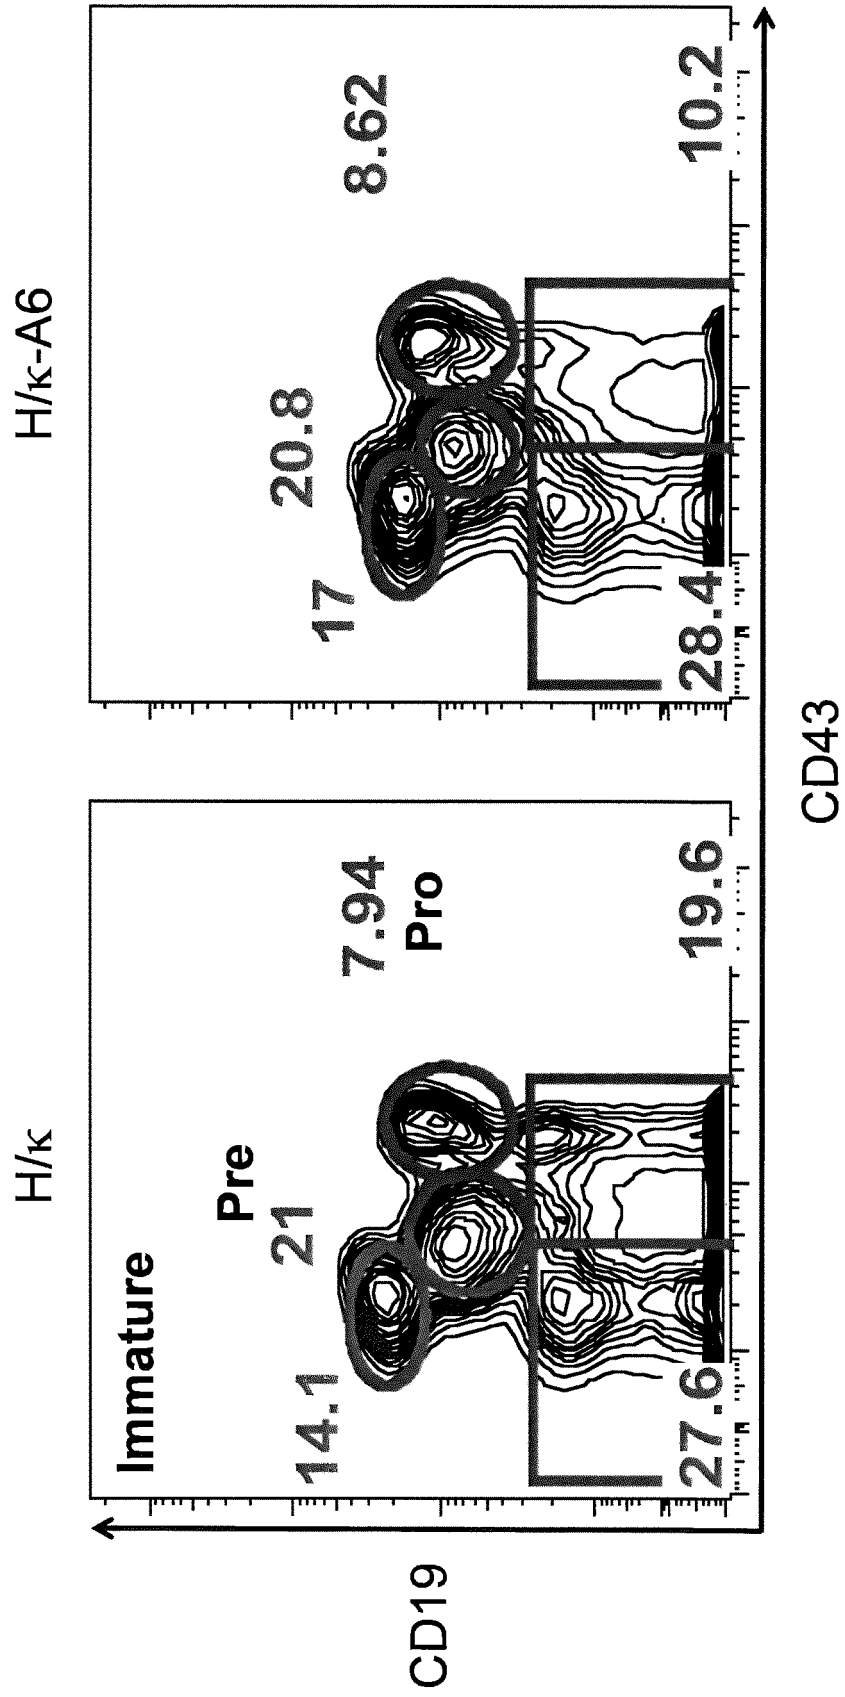 H/κ
H/κ-A6
Immature
Pre
14.1
21
7.94
Pro
27.6
19.6
17
20.8
8.62
28.4
10.2
CD19
CD43